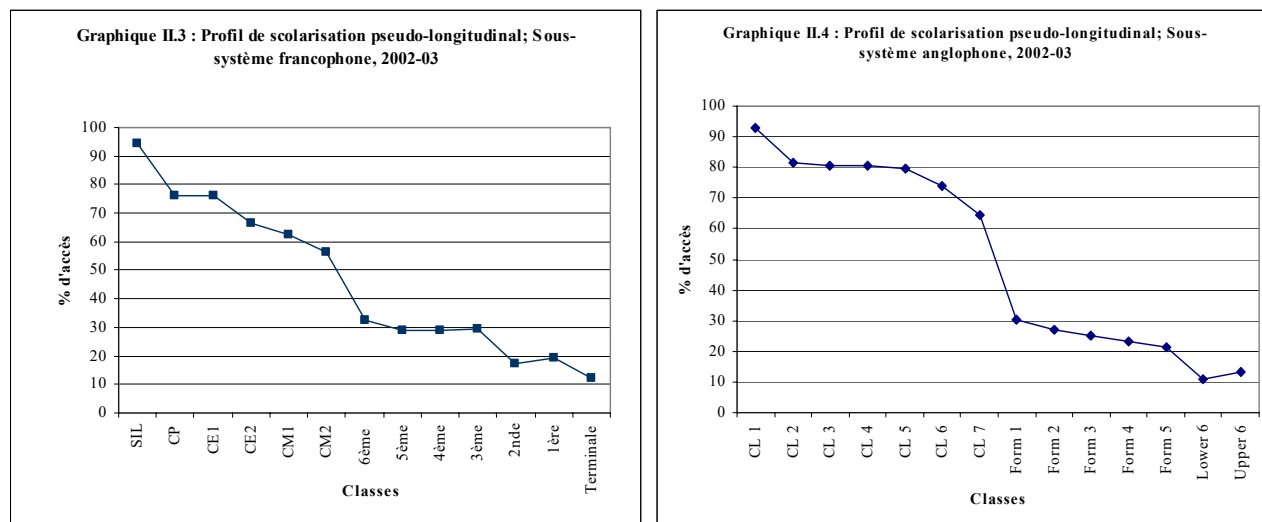 Graphique II.3 : Profil de scolarisation pseudo-longitudinal; Sous-
système francophone, 2002-03
100
90
80
70
60
50
40
30
20
10
0
% d'accès
SIL
CP
CE1
CE2
CM1
CM2
6ème
5ème
4ème
3ème
2nde
1ère
Terminale
Classes
Graphique II.4 : Profil de scolarisation pseudo-longitudinal; Sous-
système anglophone, 2002-03
100
90
80
70
60
50
40
30
20
10
0
% d'accès
CL 1
CL 2
CL 3
CL 4
CL 5
CL 6
CL 7
Form 1
Form 2
Form 3
Form 4
Form 5
Lower 6
Upper 6
Classes